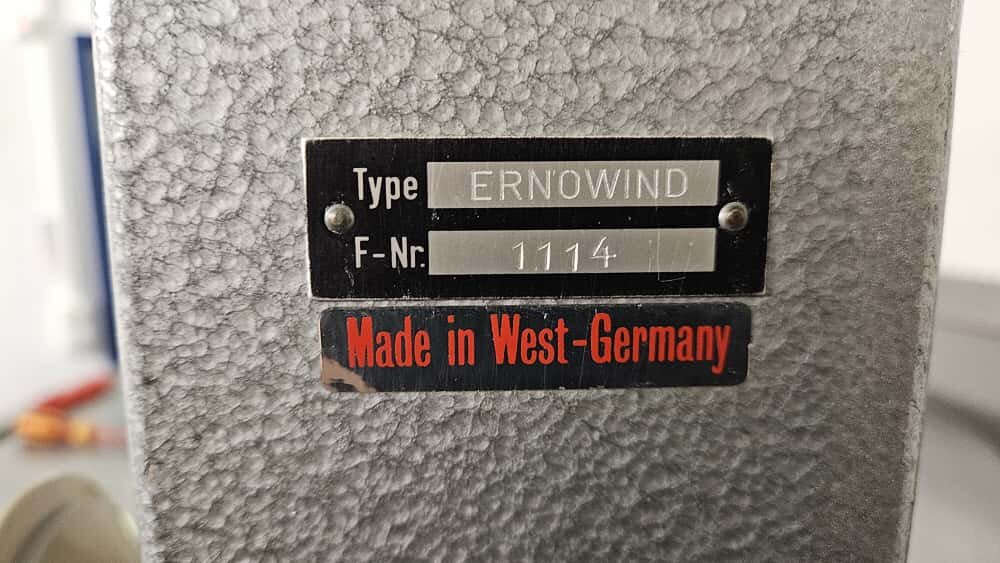 Type ERNOWIND
F-Nr. 1114
Made in West-Germany